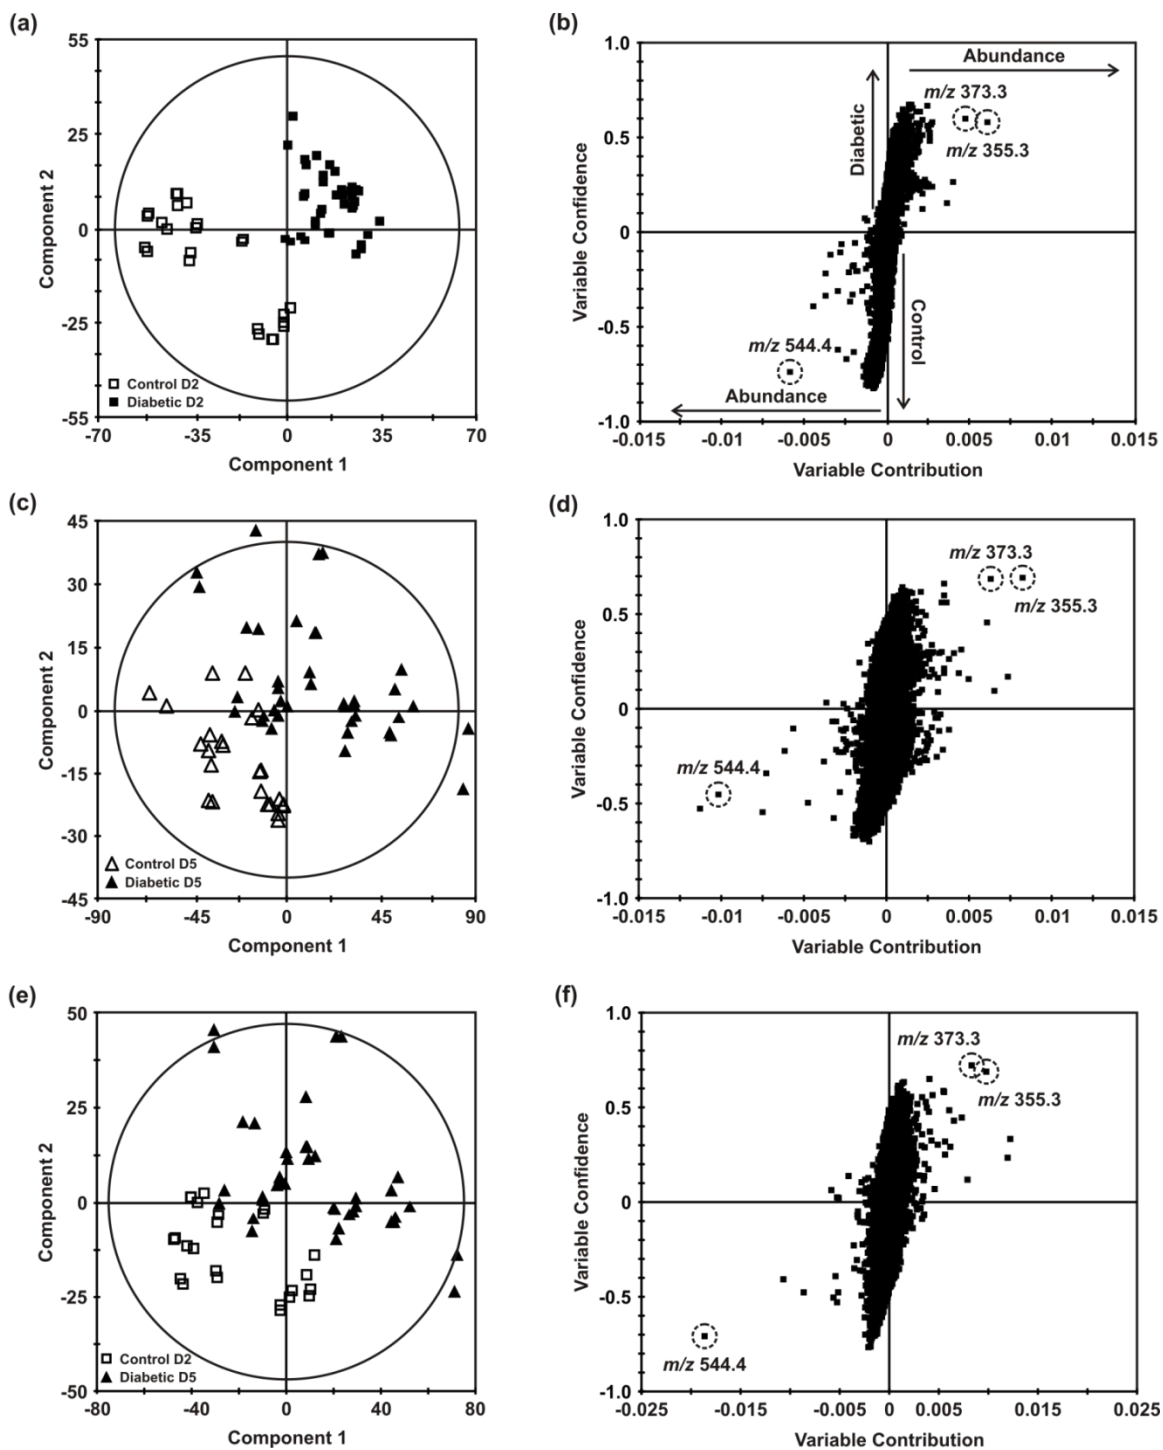 (a)
55
25
0
-25
-55
-70
-35
0
35
70
Component 2
Component 1
Control D2
Diabetic D2
(b)
1.0
0.5
0
-0.5
-1.0
-0.015
-0.01
-0.005
0
0.005
0.01
0.015
Variable Confidence
Variable Contribution
Abundance
m/z 373.3
m/z 355.3
Diabetic
Control
m/z 544.4
Abundance
(c)
45
30
15
0
-15
-30
-45
-90
-45
0
45
90
Component 2
Component 1
Control D5
Diabetic D5
(d)
1.0
0.5
0
-0.5
-1.0
-0.015
-0.01
-0.005
0
0.005
0.01
0.015
Variable Confidence
Variable Contribution
m/z 373.3
m/z 355.3
m/z 544.4
(e)
50
25
0
-25
-50
-80
-40
0
40
80
Component 2
Component 1
Control D2
Diabetic D5
(f)
1.0
0.5
0
-0.5
-1.0
-0.025
-0.015
-0.005
0
0.005
0.015
0.025
Variable Confidence
Variable Contribution
m/z 373.3
m/z 355.3
m/z 544.4